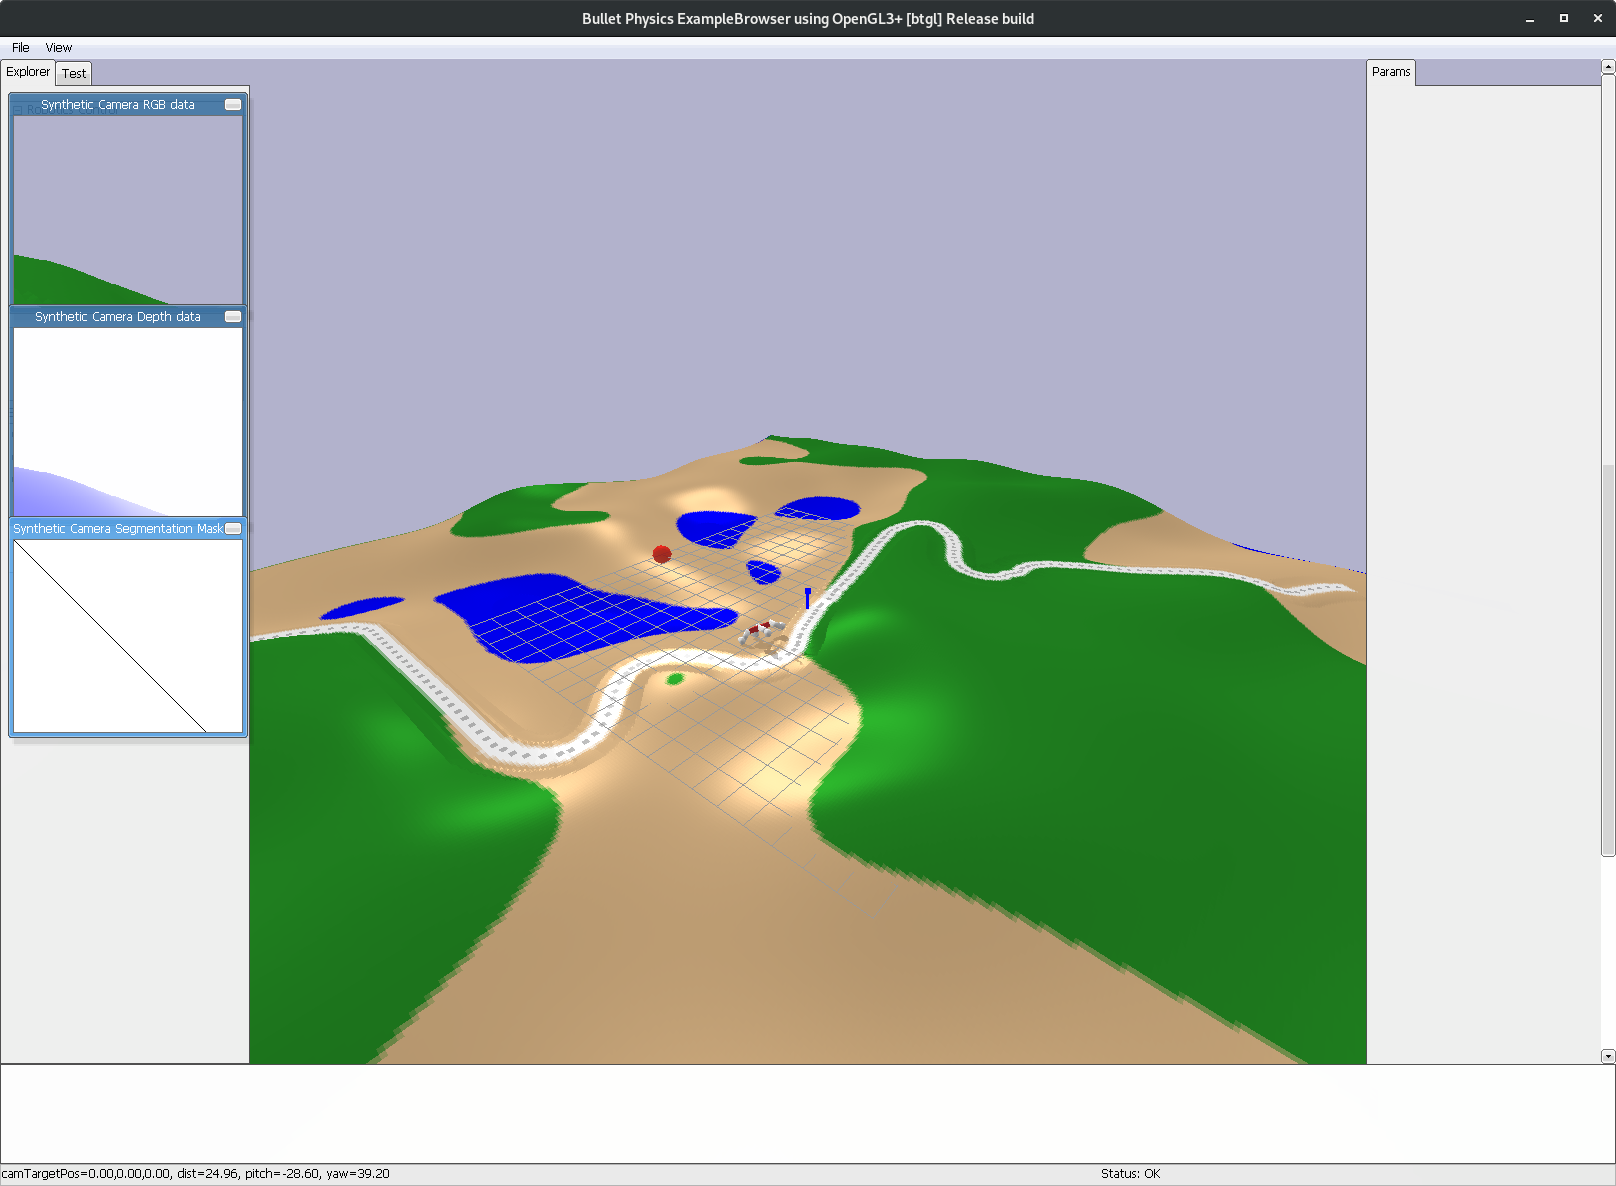 Bullet Physics ExampleBrowser using OpenGL3+ [btgl] Release build
File View
Explorer Test
Params
Synthetic Camera RGB data
Synthetic Camera Depth data
Synthetic Camera Segmentation Mask
camTargetPos=0.00,0.00,0.00, dist=24.96, pitch=-28.60, yaw=39.20
Status: OK